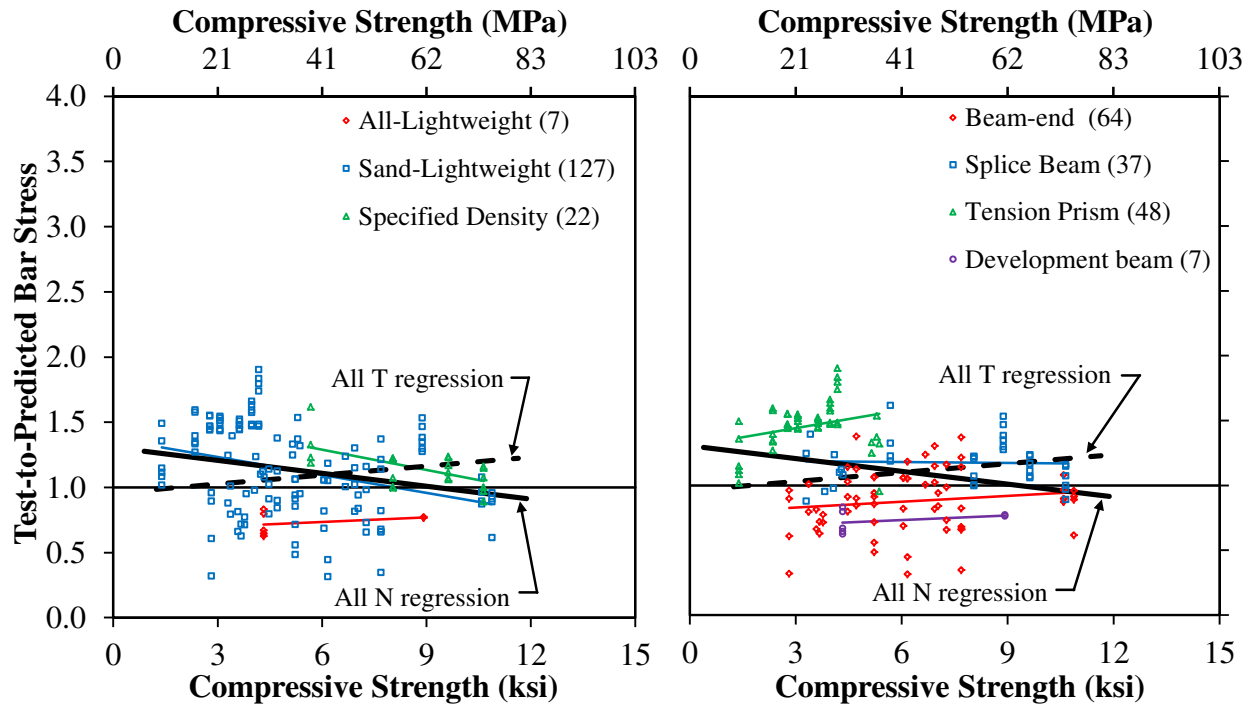 Compressive Strength (MPa)
0 21 41 62 83 103
4.0
3.5
3.0
2.5
2.0
1.5
1.0
0.5
0.0
Test-to-Predicted Bar Stress
All-Lightweight (7)
Sand-Lightweight (127)
Specified Density (22)
All T regression
All N regression
0 3 6 9 12 15
Compressive Strength (ksi)
Compressive Strength (MPa)
0 21 41 62 83 103
Beam-end (64)
Splice Beam (37)
Tension Prism (48)
Development beam (7)
All T regression
All N regression
0 3 6 9 12 15
Compressive Strength (ksi)